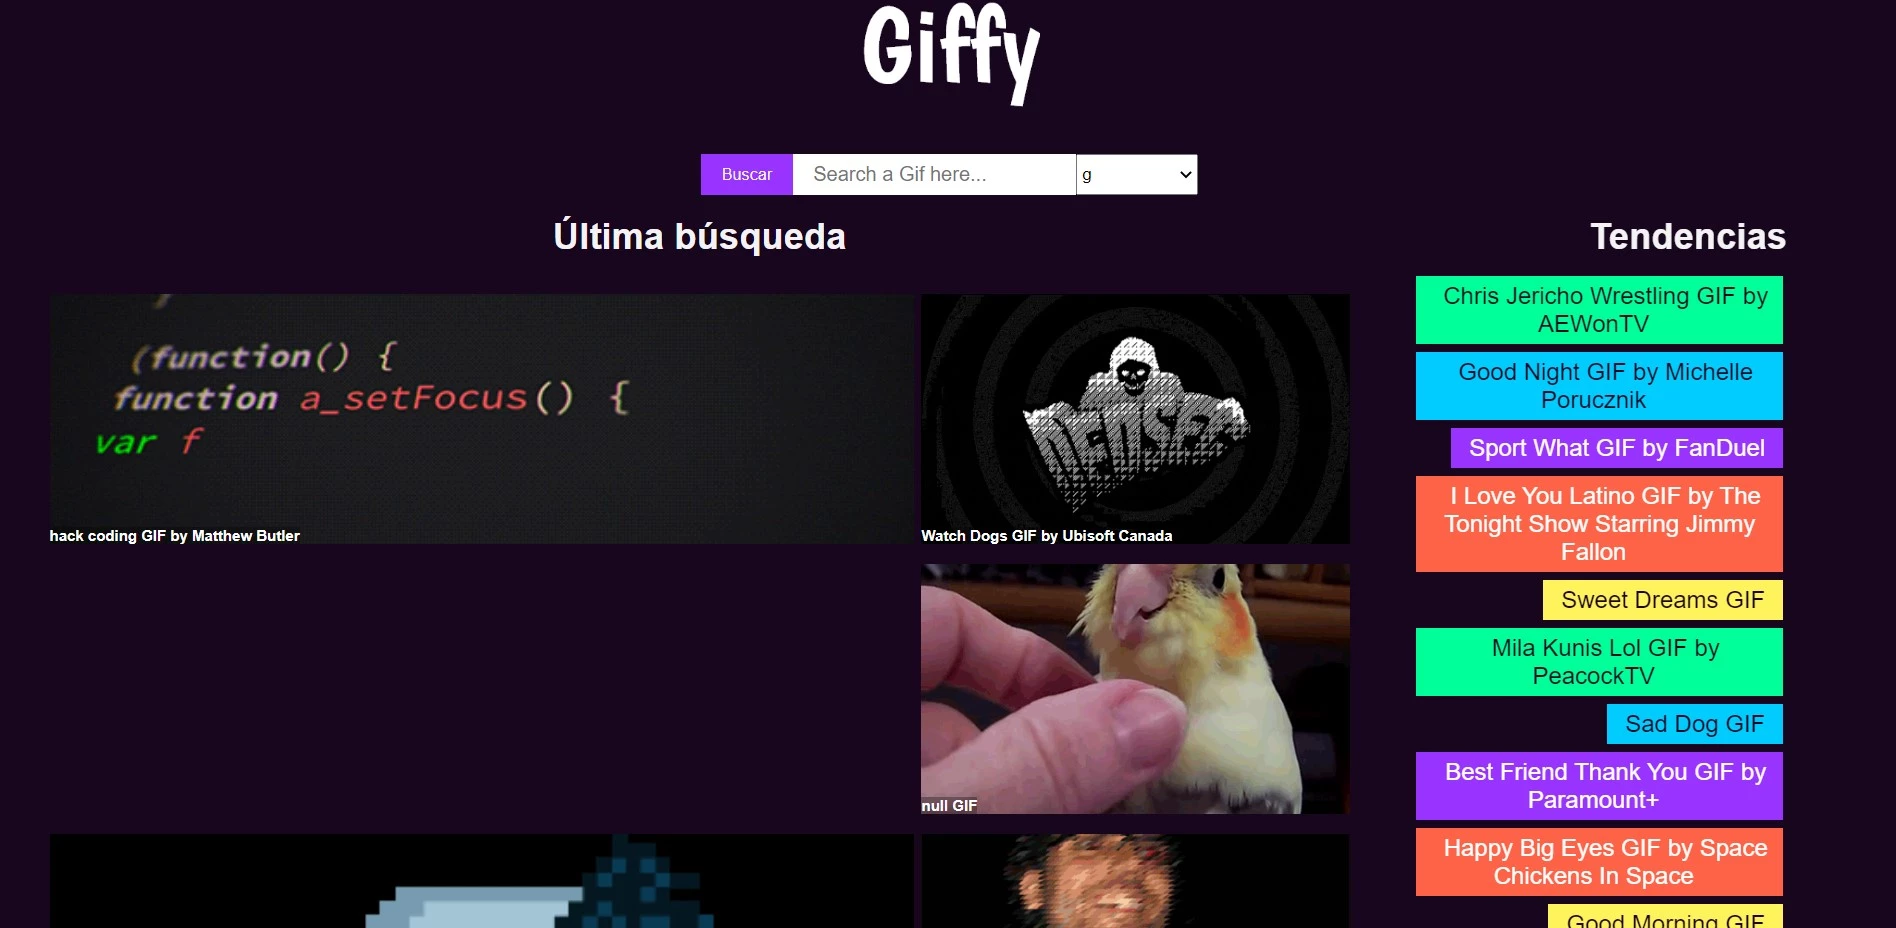 Giffy
Buscar
Search a Gif here...
g
Última búsqueda
(function() {
function a_setFocus() {
var f
hack coding GIF by Matthew Butler
DEDSEC
Watch Dogs GIF by Ubisoft Canada
null GIF
Tendencias
Chris Jericho Wrestling GIF by
AEWonTV
Good Night GIF by Michelle
Porucznik
Sport What GIF by FanDuel
I Love You Latino GIF by The
Tonight Show Starring Jimmy
Fallon
Sweet Dreams GIF
Mila Kunis Lol GIF by
PeacockTV
Sad Dog GIF
Best Friend Thank You GIF by
Paramount+
Happy Big Eyes GIF by Space
Chickens In Space
Good Morning GIF